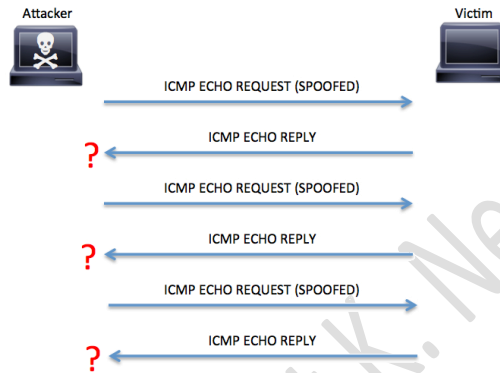 Attacker
Victim
ICMP ECHO REQUEST (SPOOFED)
ICMP ECHO REPLY
?
ICMP ECHO REQUEST (SPOOFED)
ICMP ECHO REPLY
?
ICMP ECHO REQUEST (SPOOFED)
ICMP ECHO REPLY
?